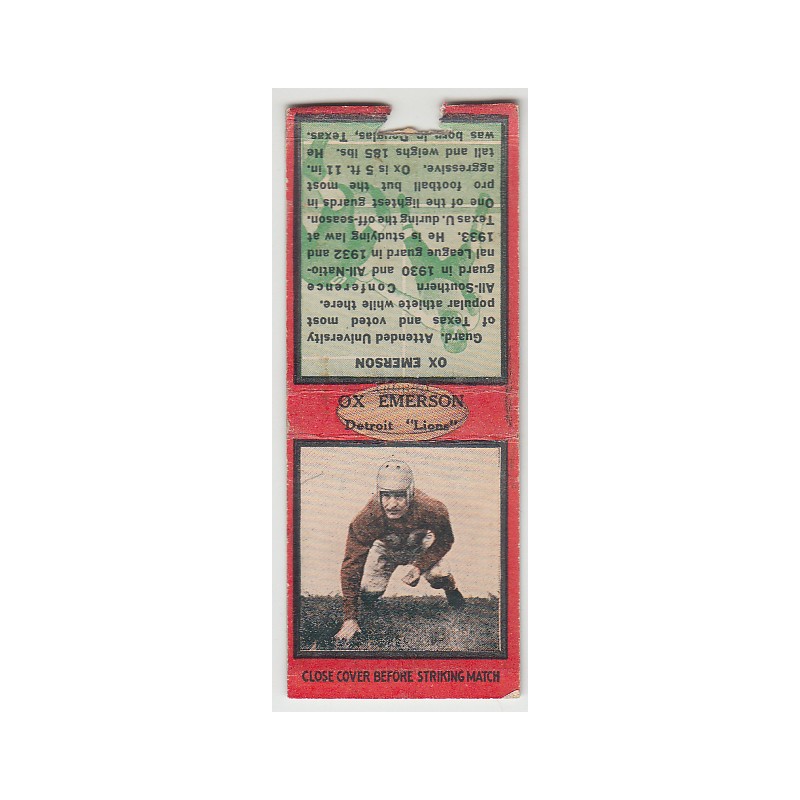 OX EMERSON
Guard. Attended University
of Texas and voted most
popular athlete while there.
All-Southern Conference
guard in 1930 and All-Natio-
nal League guard in 1932 and
1933. He is studying law at
Texas U. during the off-season.
One of the lightest guards in
pro football but the most
aggressive. Ox is 5 ft. 11 in.
tall and weighs 185 lbs. He
was born in Douglas, Texas.
OX EMERSON
Detroit "Lions"
CLOSE COVER BEFORE STRIKING MATCH